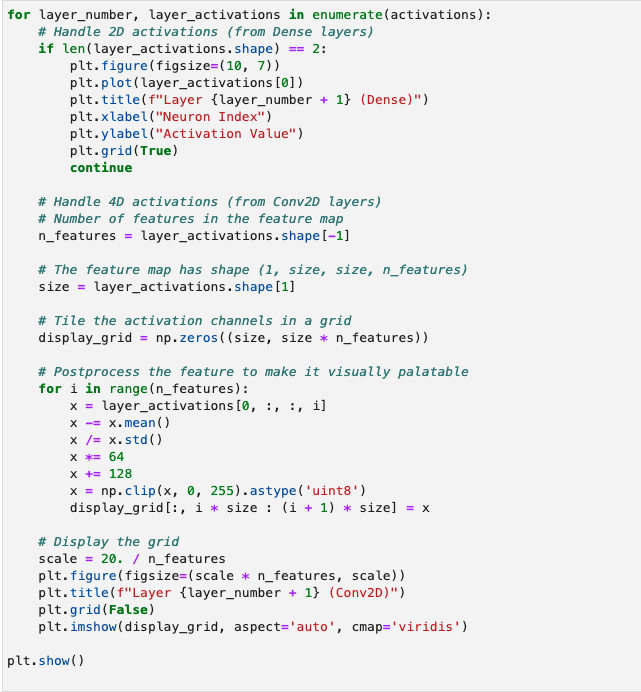 for layer_number, layer_activations in enumerate(activations):
    # Handle 2D activations (from Dense layers)
    if len(layer_activations.shape) == 2:
        plt.figure(figsize=(10, 7))
        plt.plot(layer_activations[0])
        plt.title(f"Layer {layer_number + 1} (Dense)")
        plt.xlabel("Neuron Index")
        plt.ylabel("Activation Value")
        plt.grid(True)
        continue

    # Handle 4D activations (from Conv2D layers)
    # Number of features in the feature map
    n_features = layer_activations.shape[-1]

    # The feature map has shape (1, size, size, n_features)
    size = layer_activations.shape[1]

    # Tile the activation channels in a grid
    display_grid = np.zeros((size, size * n_features))

    # Postprocess the feature to make it visually palatable
    for i in range(n_features):
        x = layer_activations[0, :, :, i]
        x -= x.mean()
        x /= x.std()
        x *= 64
        x += 128
        x = np.clip(x, 0, 255).astype('uint8')
        display_grid[:, i * size : (i + 1) * size] = x

    # Display the grid
    scale = 20. / n_features
    plt.figure(figsize=(scale * n_features, scale))
    plt.title(f"Layer {layer_number + 1} (Conv2D)")
    plt.grid(False)
    plt.imshow(display_grid, aspect='auto', cmap='viridis')

plt.show()